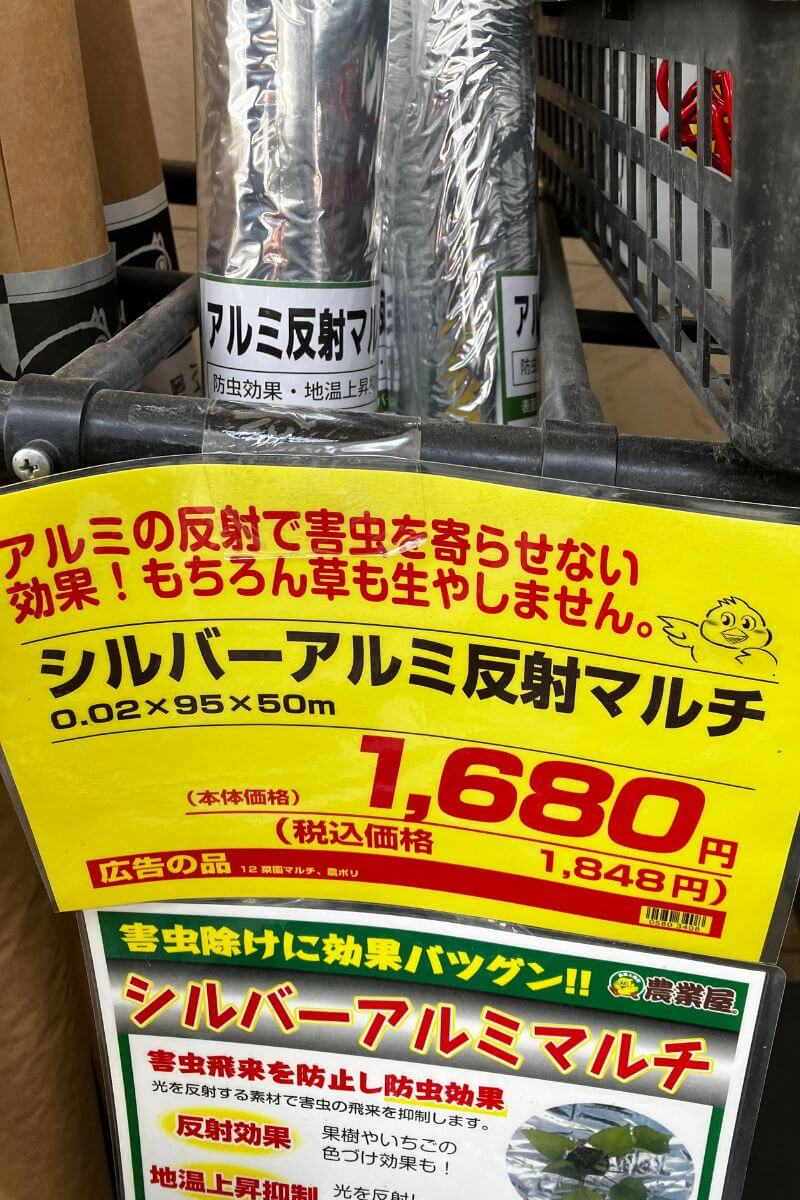 アルミ反射マル
防虫効果・地温上昇
アル
防虫
表面
アルミの反射で害虫を寄らせない
効果！もちろん草も生やしません。
シルバーアルミ反射マルチ
0.02×95×50m
(本体価格) 1,680円
(税込価格 1,848円)
広告の品 12 菜園マルチ、農ポリ
0580 3408
害虫除けに効果バツグン!! 農業屋
シルバーアルミマルチ
害虫飛来を防止し防虫効果
光を反射する素材で害虫の飛来を抑制します。
反射効果 果樹やいちごの
色づけ効果も！
地温上昇抑制 光を反射し